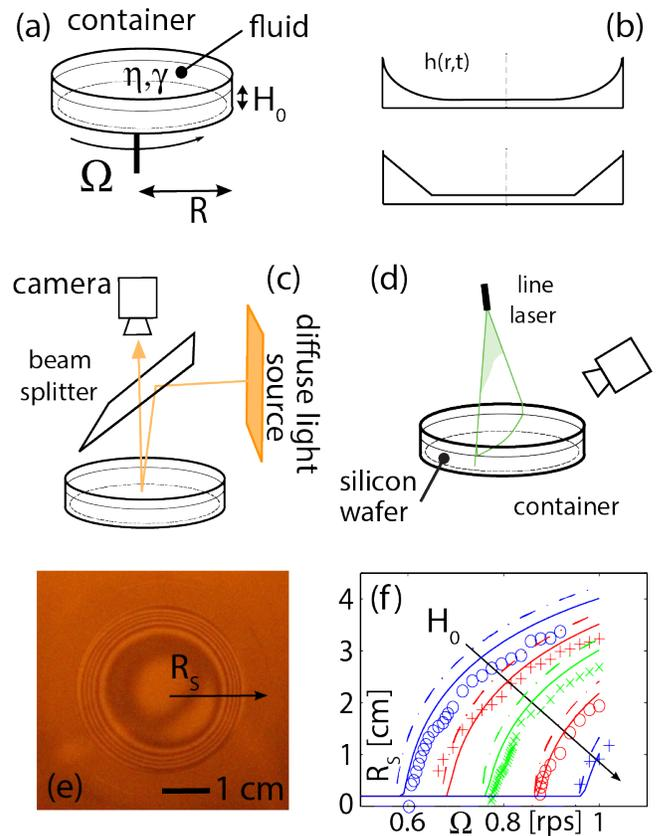 (a)
container
fluid
η,γ
H₀
Ω
R
(b)
h(r,t)
(c)
camera
beam
splitter
diffuse light
source
(d)
line
laser
silicon
wafer
container
Rₛ
(e)
1 cm
(f)
H₀
Rₛ [cm]
4
3
2
1
0
0.6
Ω
0.8
[rps]
1